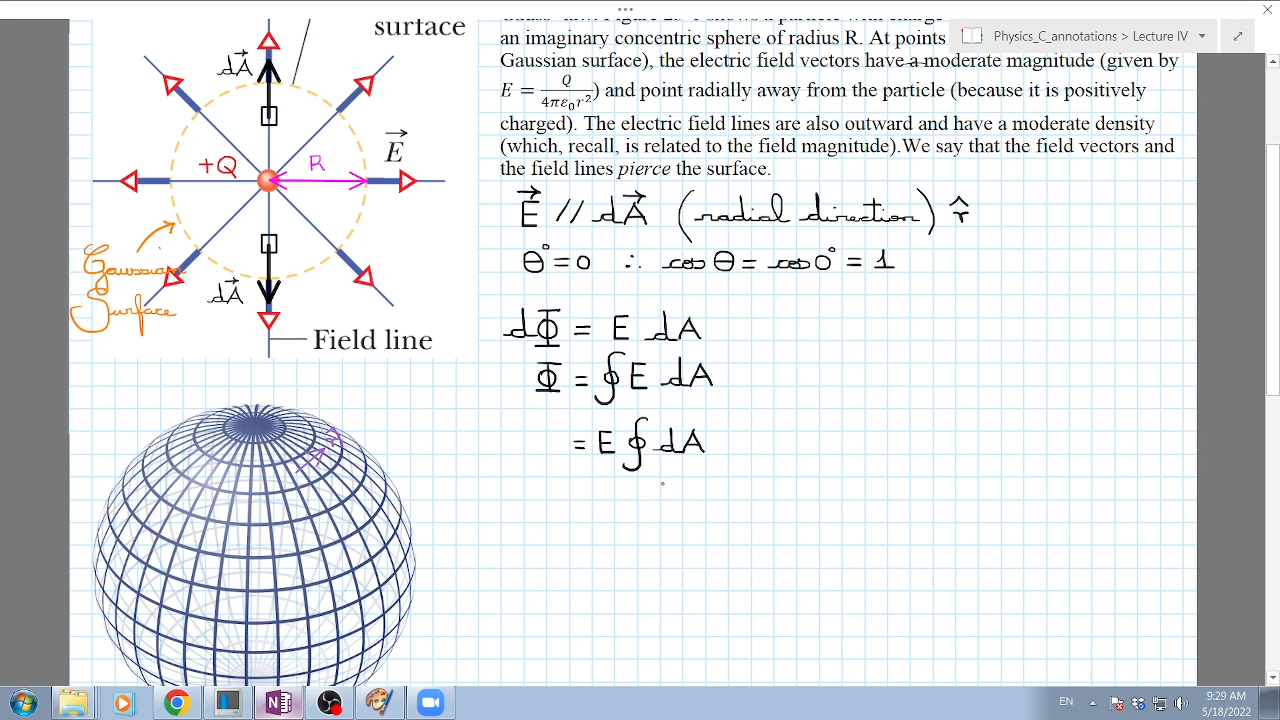 surface
dA
E
+Q
R
Gaussian
Surface
dA
Field line
Physics_C_annotations > Lecture IV
an imaginary concentric sphere of radius R. At points
Gaussian surface), the electric field vectors have a moderate magnitude (given by
E = Q / 4πε₀r² ) and point radially away from the particle (because it is positively
charged). The electric field lines are also outward and have a moderate density
(which, recall, is related to the field magnitude).We say that the field vectors and
the field lines pierce the surface.
E // dA (radial direction) r̂
θ° = 0 ∴ cos θ = cos 0° = 1
dΦ = E dA
Φ = ∮ E dA
= E ∮ dA
EN
9:29 AM
5/18/2022